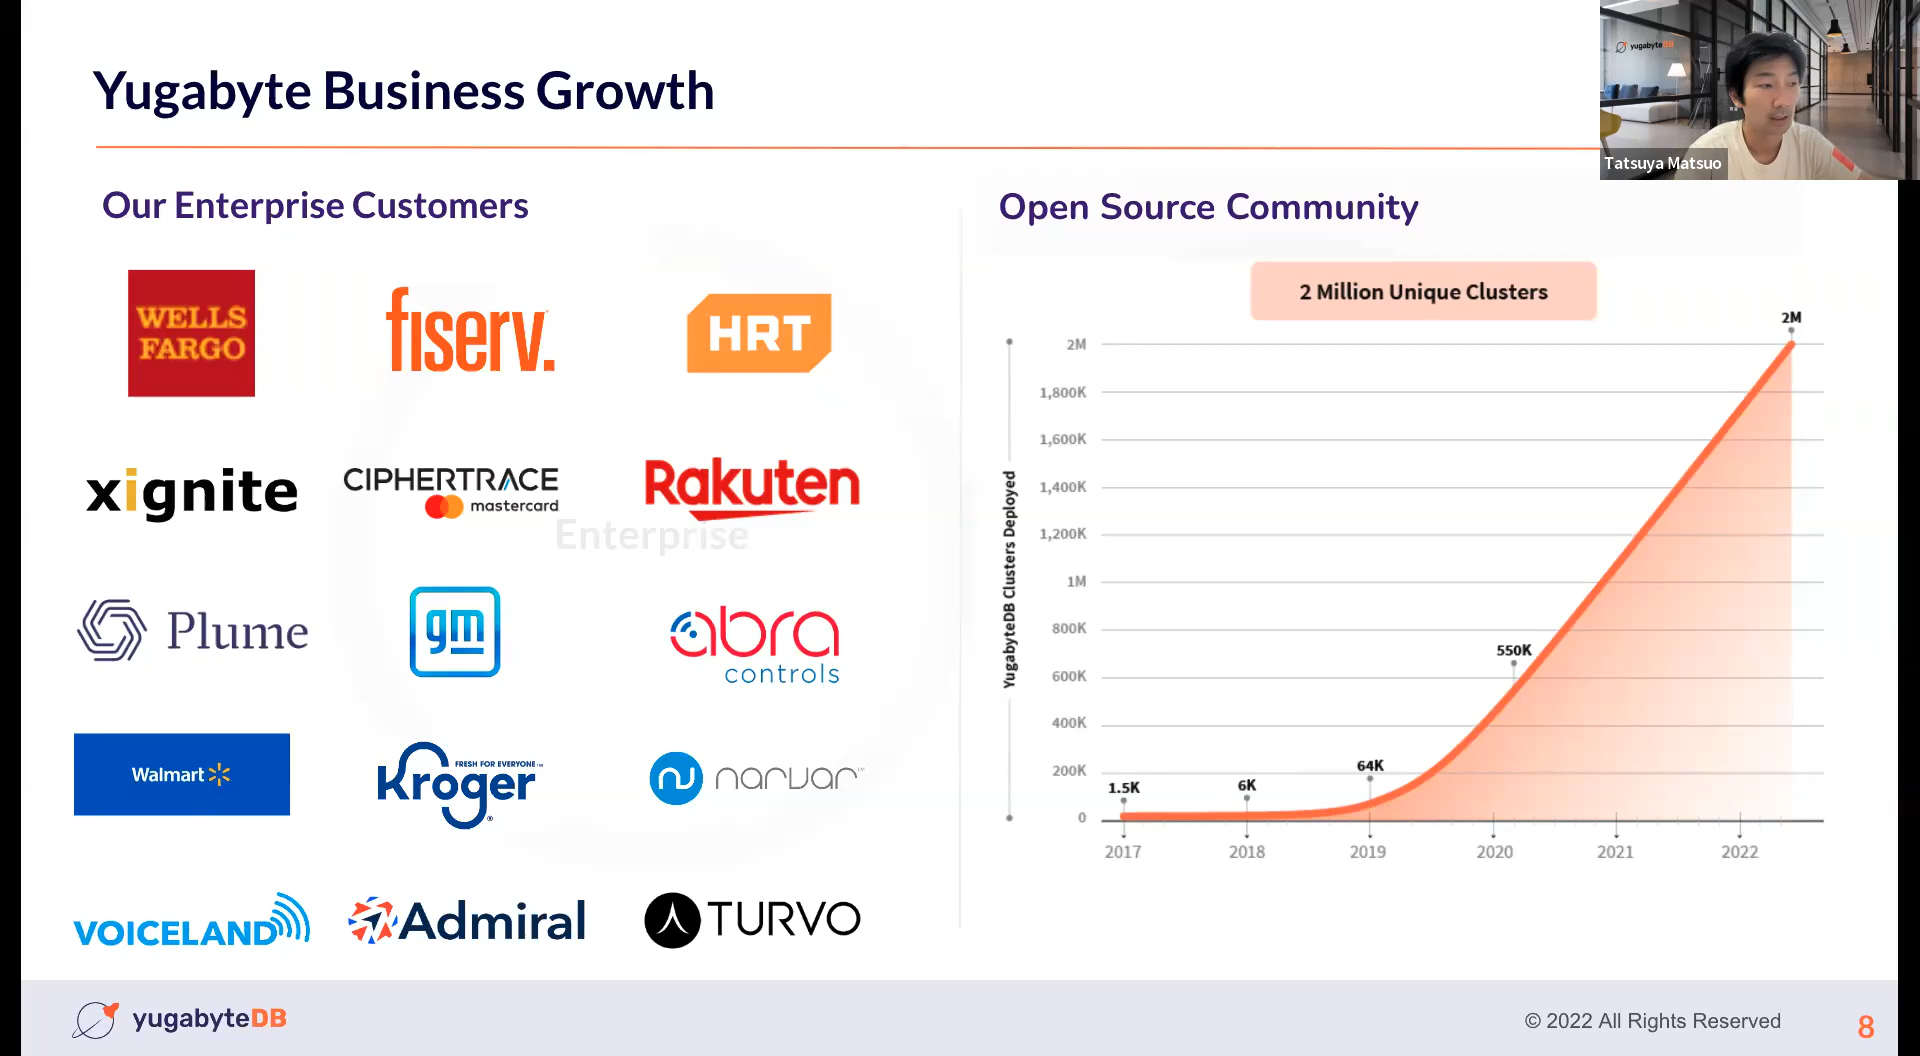 Yugabyte Business Growth
yugabyteDB
Tatsuya Matsuo
Our Enterprise Customers
WELLS
FARGO
fiserv.
HRT
xignite
CIPHERTRACE
mastercard
Rakuten
Enterprise
Plume
gm
abra
controls
Walmart
FRESH FOR EVERYONE™
Kroger
narvar™
VOICELAND
Admiral
TURVO
Open Source Community
2 Million Unique Clusters
YugabyteDB Clusters Deployed
2M
1,800K
1,600K
1,400K
1,200K
1M
800K
600K
400K
200K
0
1.5K
6K
64K
550K
2M
2017
2018
2019
2020
2021
2022
yugabyteDB
© 2022 All Rights Reserved
8